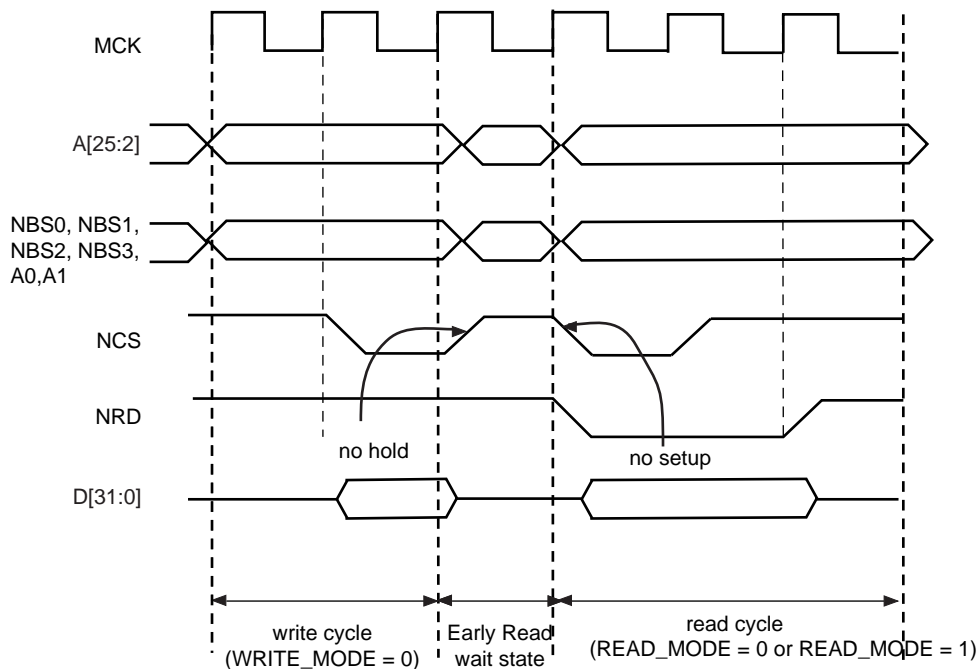 MCK
A[25:2]
NBS0, NBS1,
NBS2, NBS3,
A0,A1
NCS
NRD
no hold
no setup
D[31:0]
write cycle
(WRITE_MODE = 0)
Early Read
wait state
read cycle
(READ_MODE = 0 or READ_MODE = 1)